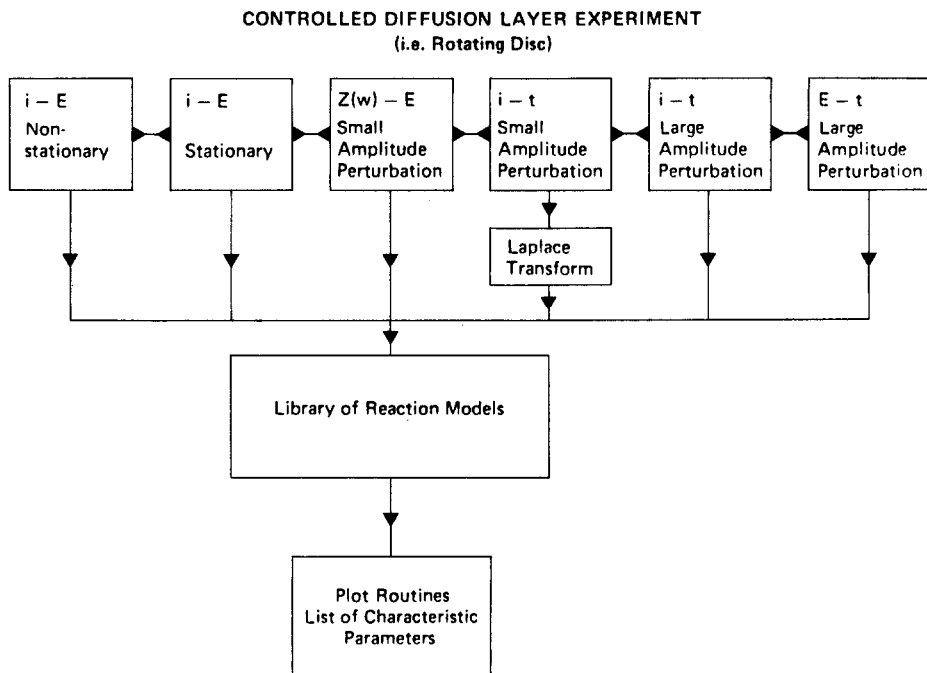 CONTROLLED DIFFUSION LAYER EXPERIMENT
(i.e. Rotating Disc)
i – E
Non-
stationary
i – E
Stationary
Z(w) – E
Small
Amplitude
Perturbation
i – t
Small
Amplitude
Perturbation
i – t
Large
Amplitude
Perturbation
E – t
Large
Amplitude
Perturbation
Laplace
Transform
Library of Reaction Models
Plot Routines
List of Characteristic
Parameters